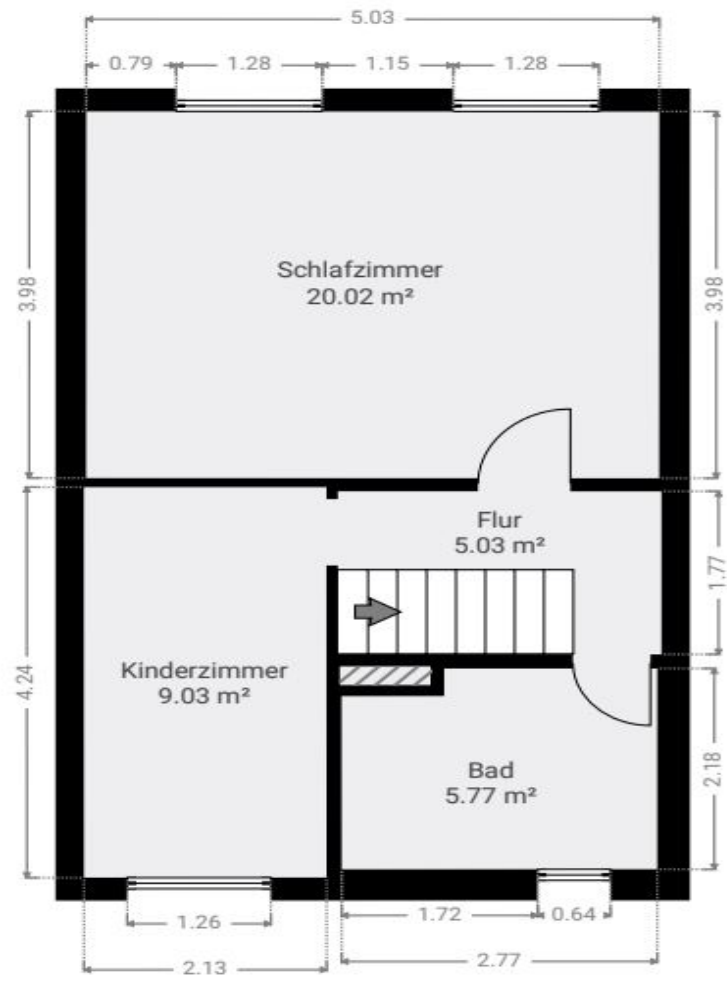 5.03
0.79
1.28
1.15
1.28
3.98
3.98
Schlafzimmer
20.02 m²
Flur
5.03 m²
1.77
Kinderzimmer
9.03 m²
4.24
Bad
5.77 m²
2.18
1.26
1.72
0.64
2.13
2.77